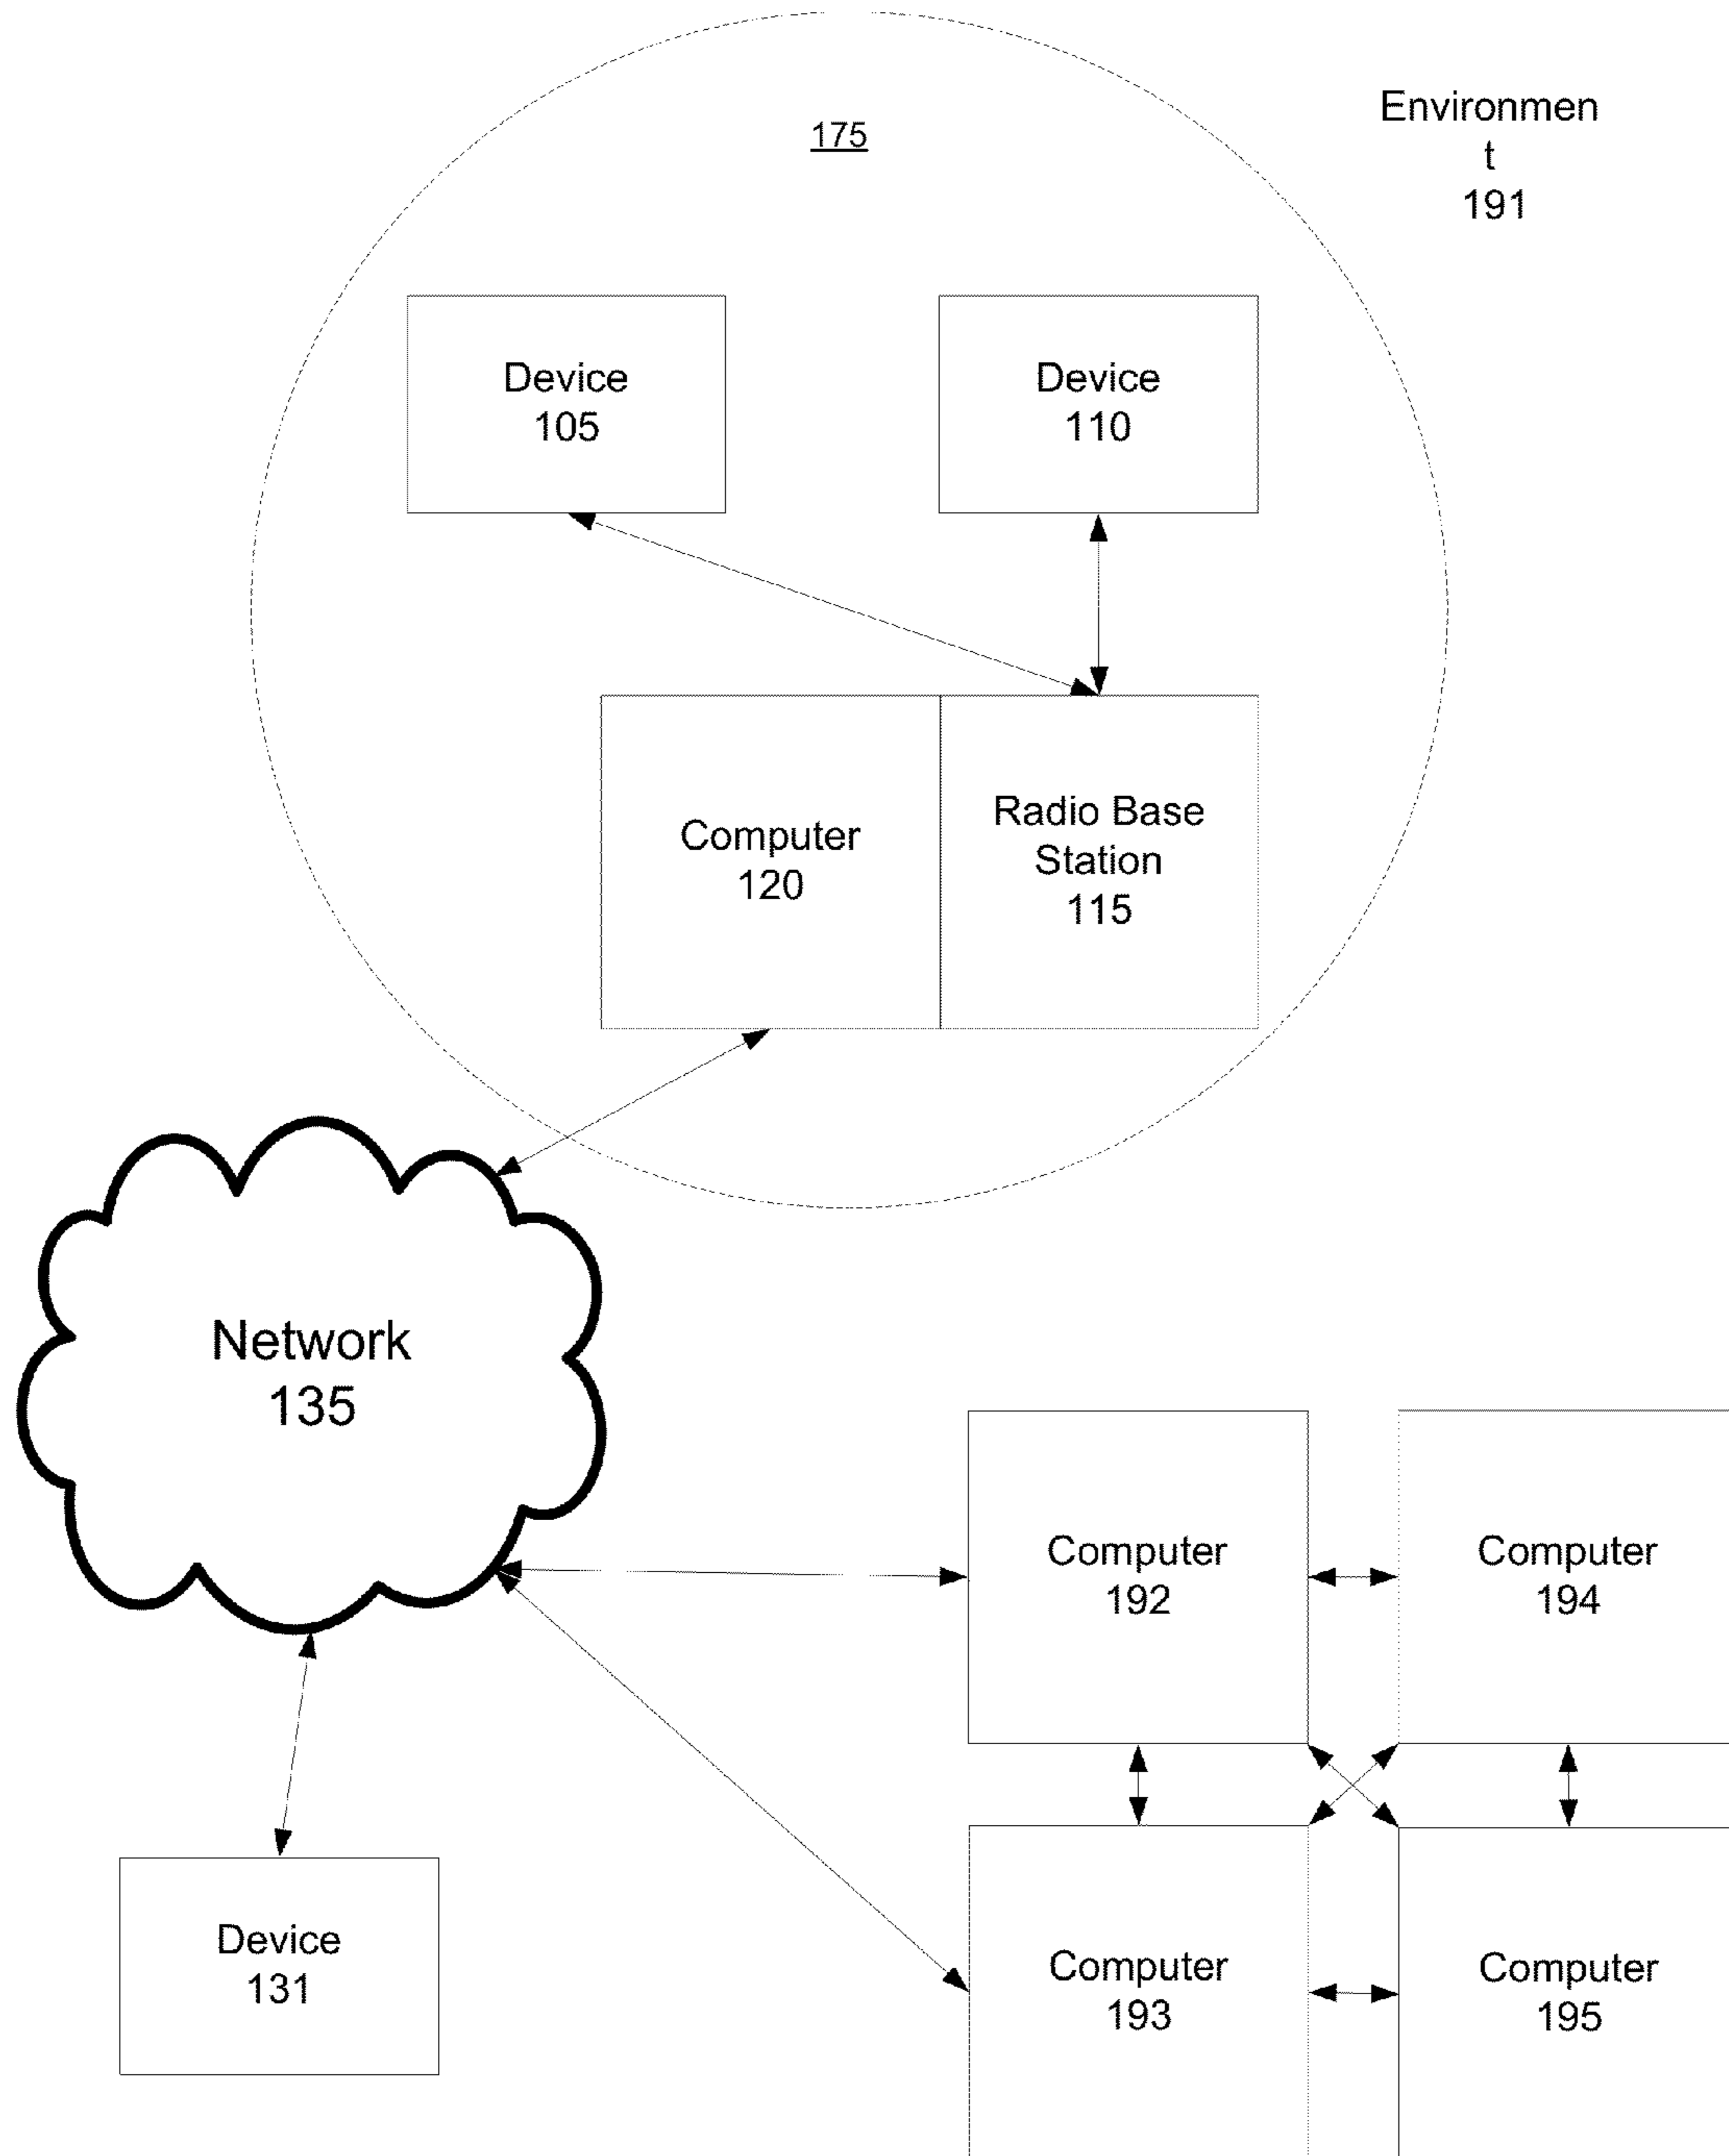 175
Environmen
t
191
Device
105
Device
110
Computer
120
Radio Base
Station
115
Network
135
Computer
192
Computer
194
Device
131
Computer
193
Computer
195